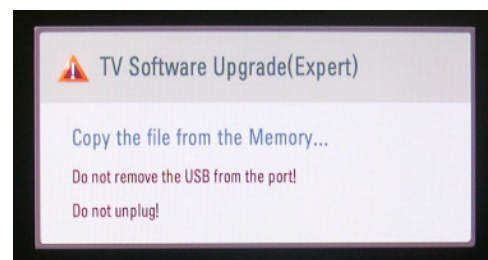 TV Software Upgrade(Expert)
Copy the file from the Memory...
Do not remove the USB from the port!
Do not unplug!